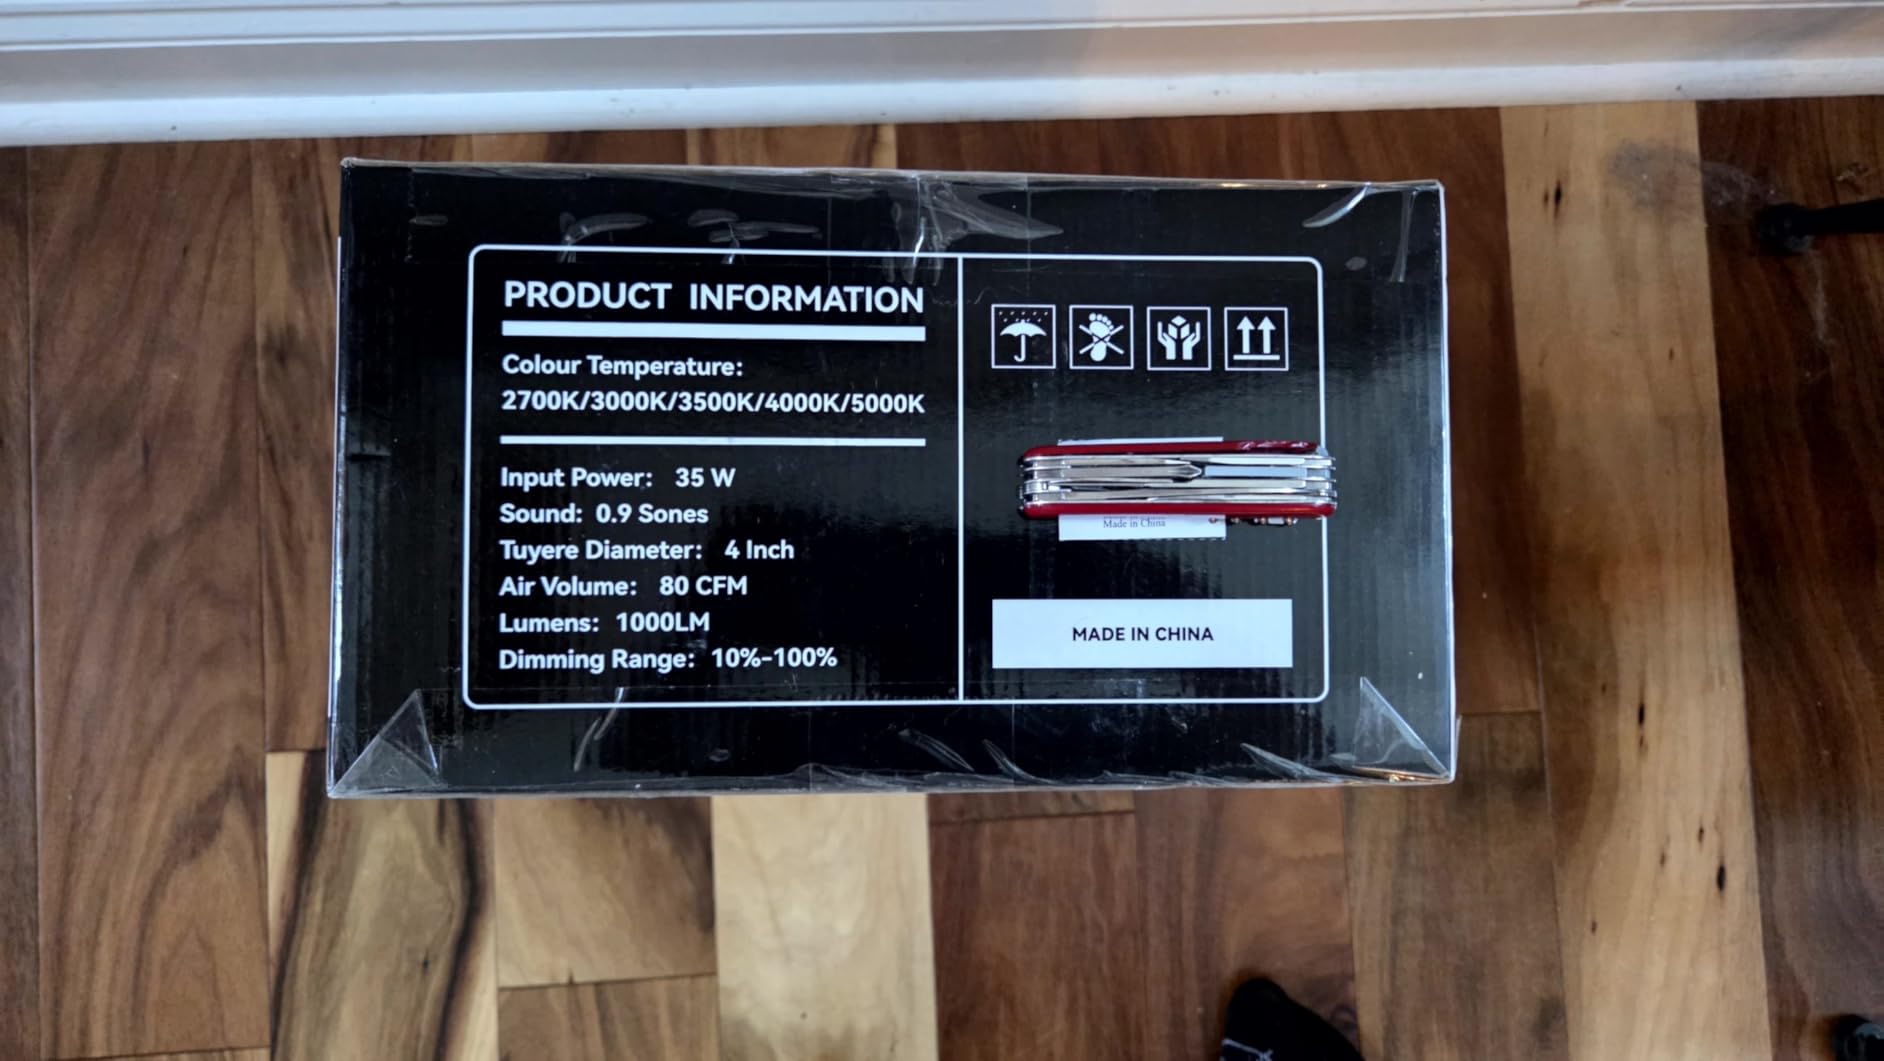 PRODUCT INFORMATION
Colour Temperature:
2700K/3000K/3500K/4000K/5000K
Input Power: 35 W
Sound: 0.9 Sones
Tuyere Diameter: 4 Inch
Air Volume: 80 CFM
Lumens: 1000LM
Dimming Range: 10%-100%
Made in China
MADE IN CHINA